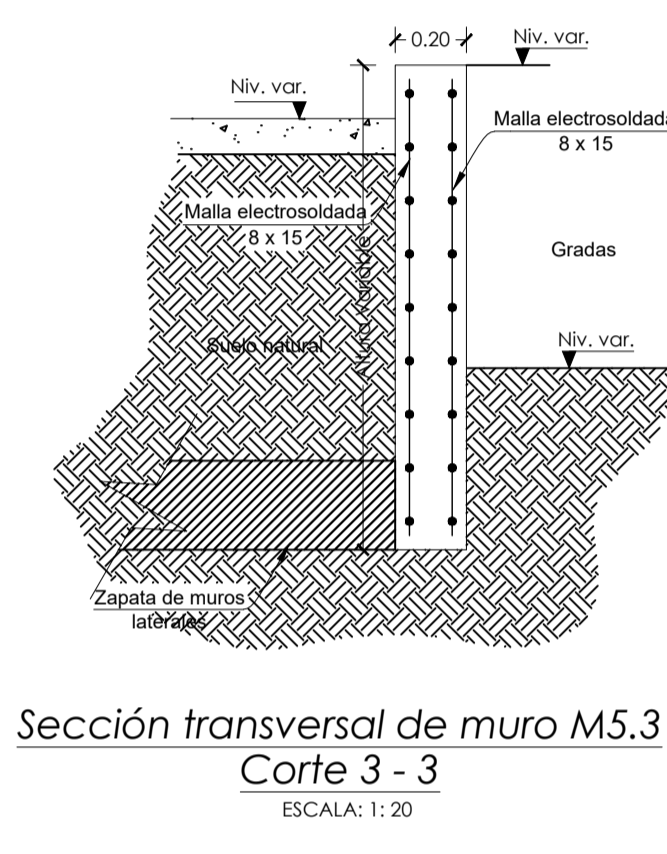 0.20
Niv. var.
Niv. var.
Malla electrosoldada
8 x 15
Malla electrosoldada
8 x 15
Altura variable
Gradas
Suelo natural
Niv. var.
Zapata de muros
laterales
Sección transversal de muro M5.3
Corte 3 - 3
ESCALA: 1: 20